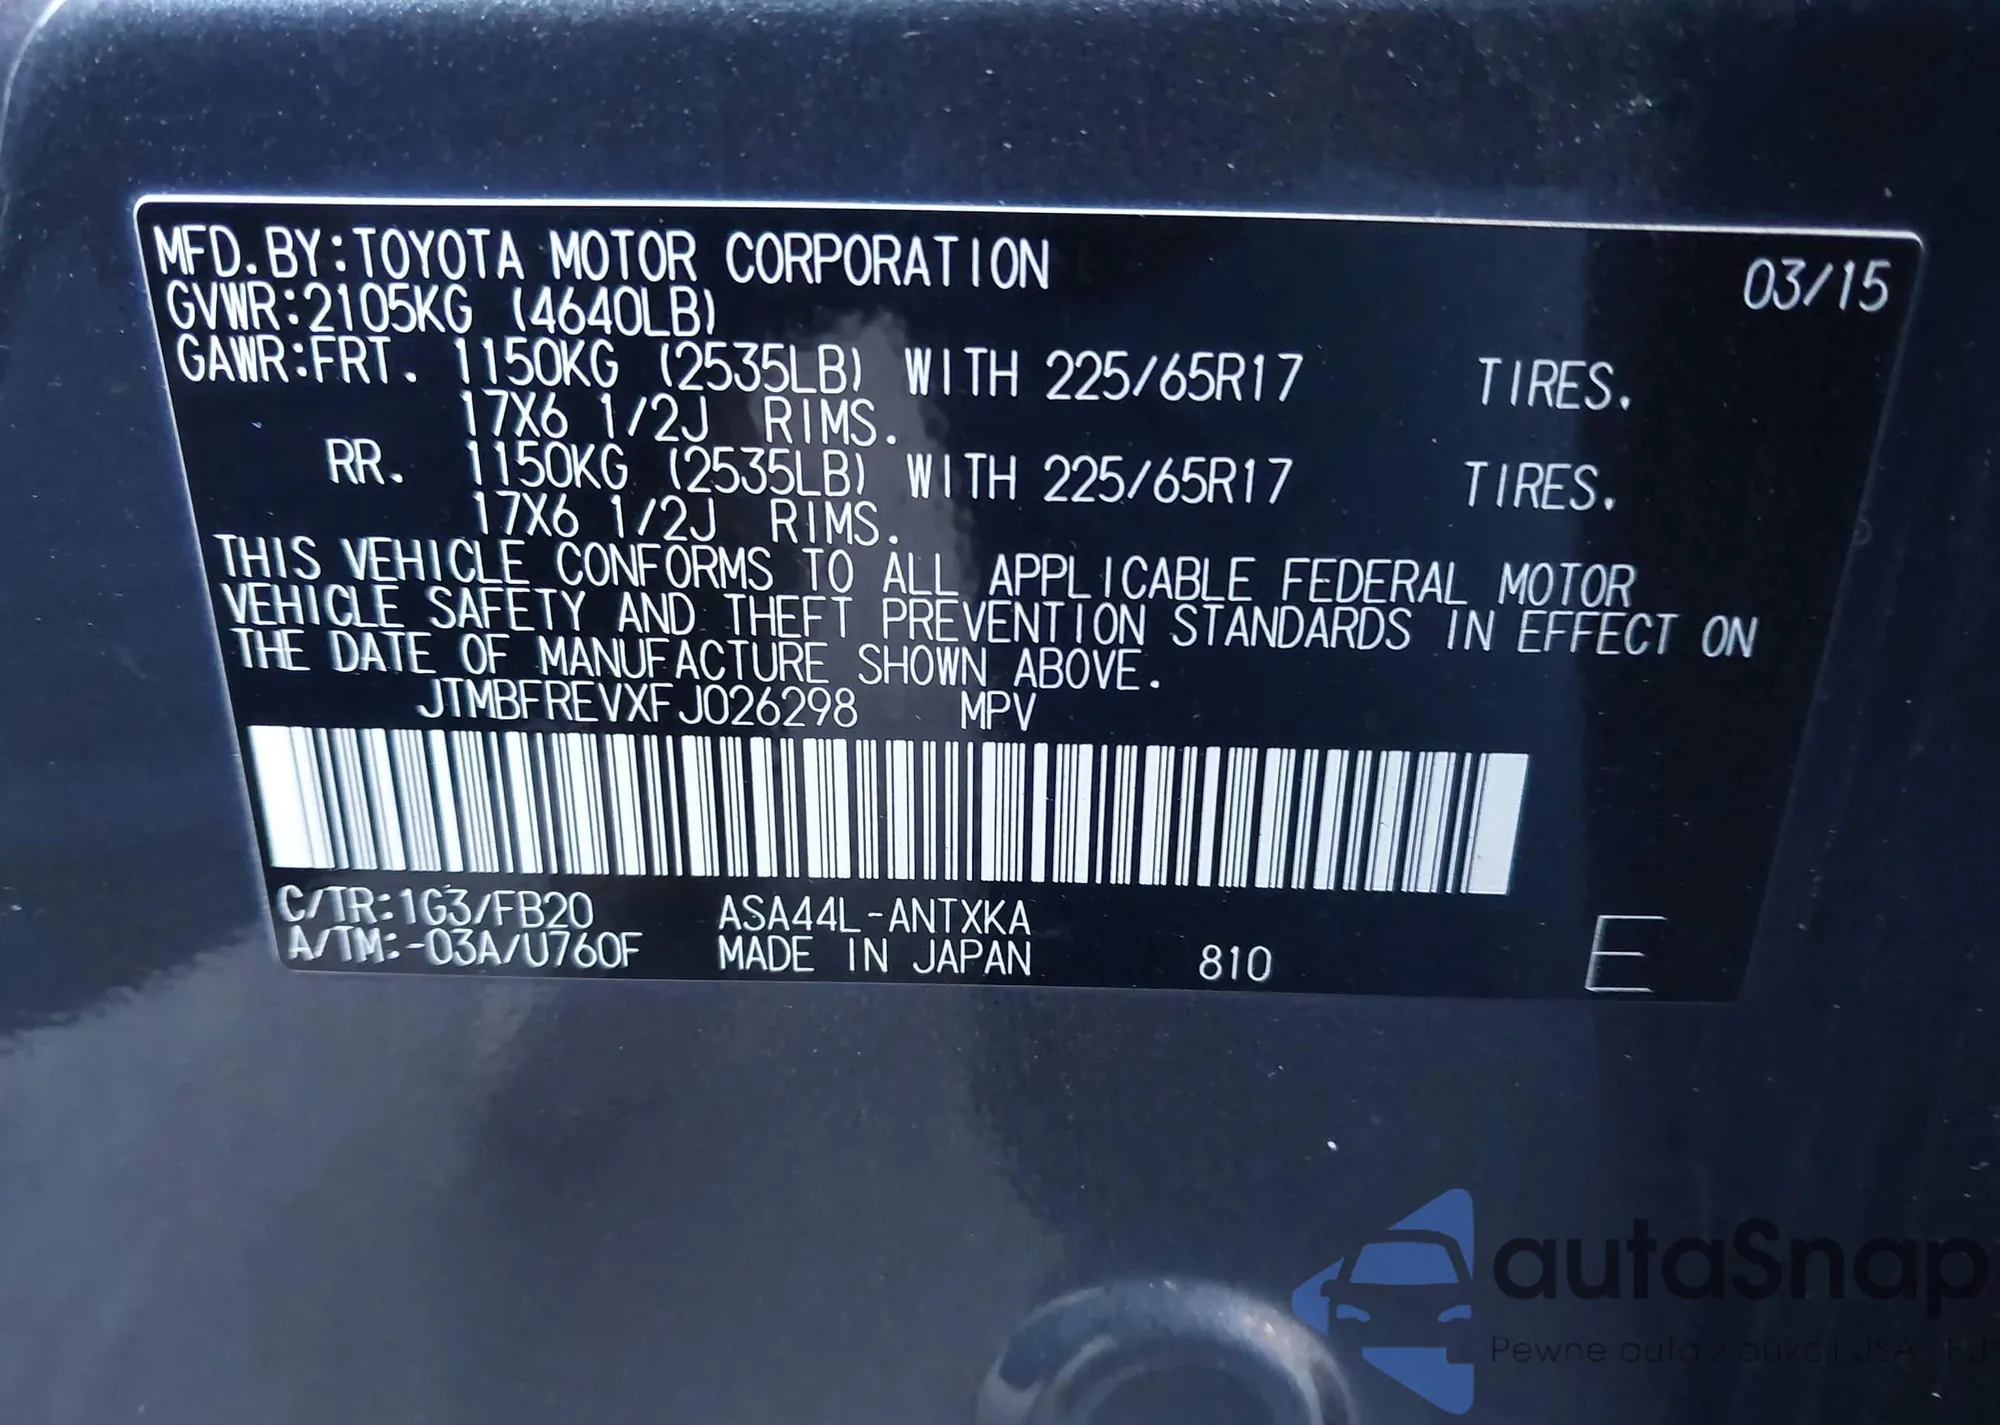 MFD.BY:TOYOTA MOTOR CORPORATION 03/15
GVWR:2105KG (4640LB)
GAWR:FRT. 1150KG (2535LB) WITH 225/65R17 TIRES.
17X6 1/2J RIMS.
RR. 1150KG (2535LB) WITH 225/65R17 TIRES.
17X6 1/2J RIMS.
THIS VEHICLE CONFORMS TO ALL APPLICABLE FEDERAL MOTOR
VEHICLE SAFETY AND THEFT PREVENTION STANDARDS IN EFFECT ON
THE DATE OF MANUFACTURE SHOWN ABOVE.
JTMBFREVXFJ026298 MPV
C/TR:1G3/FB20 ASA44L-ANTXKA
A/TM:-03A/U760F MADE IN JAPAN 810 E
autaSnap
Pewne auta z aukcji